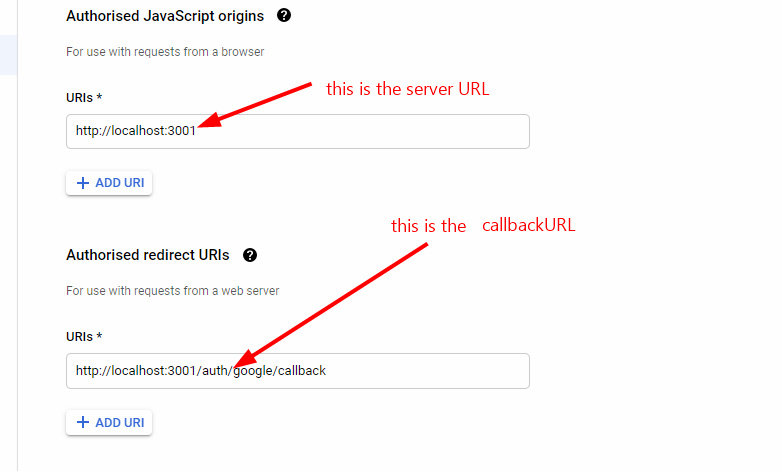 Authorised JavaScript origins ?
For use with requests from a browser
URIs *
this is the server URL
http://localhost:3001
+ ADD URI
this is the callbackURL
Authorised redirect URIs ?
For use with requests from a web server
URIs *
http://localhost:3001/auth/google/callback
+ ADD URI